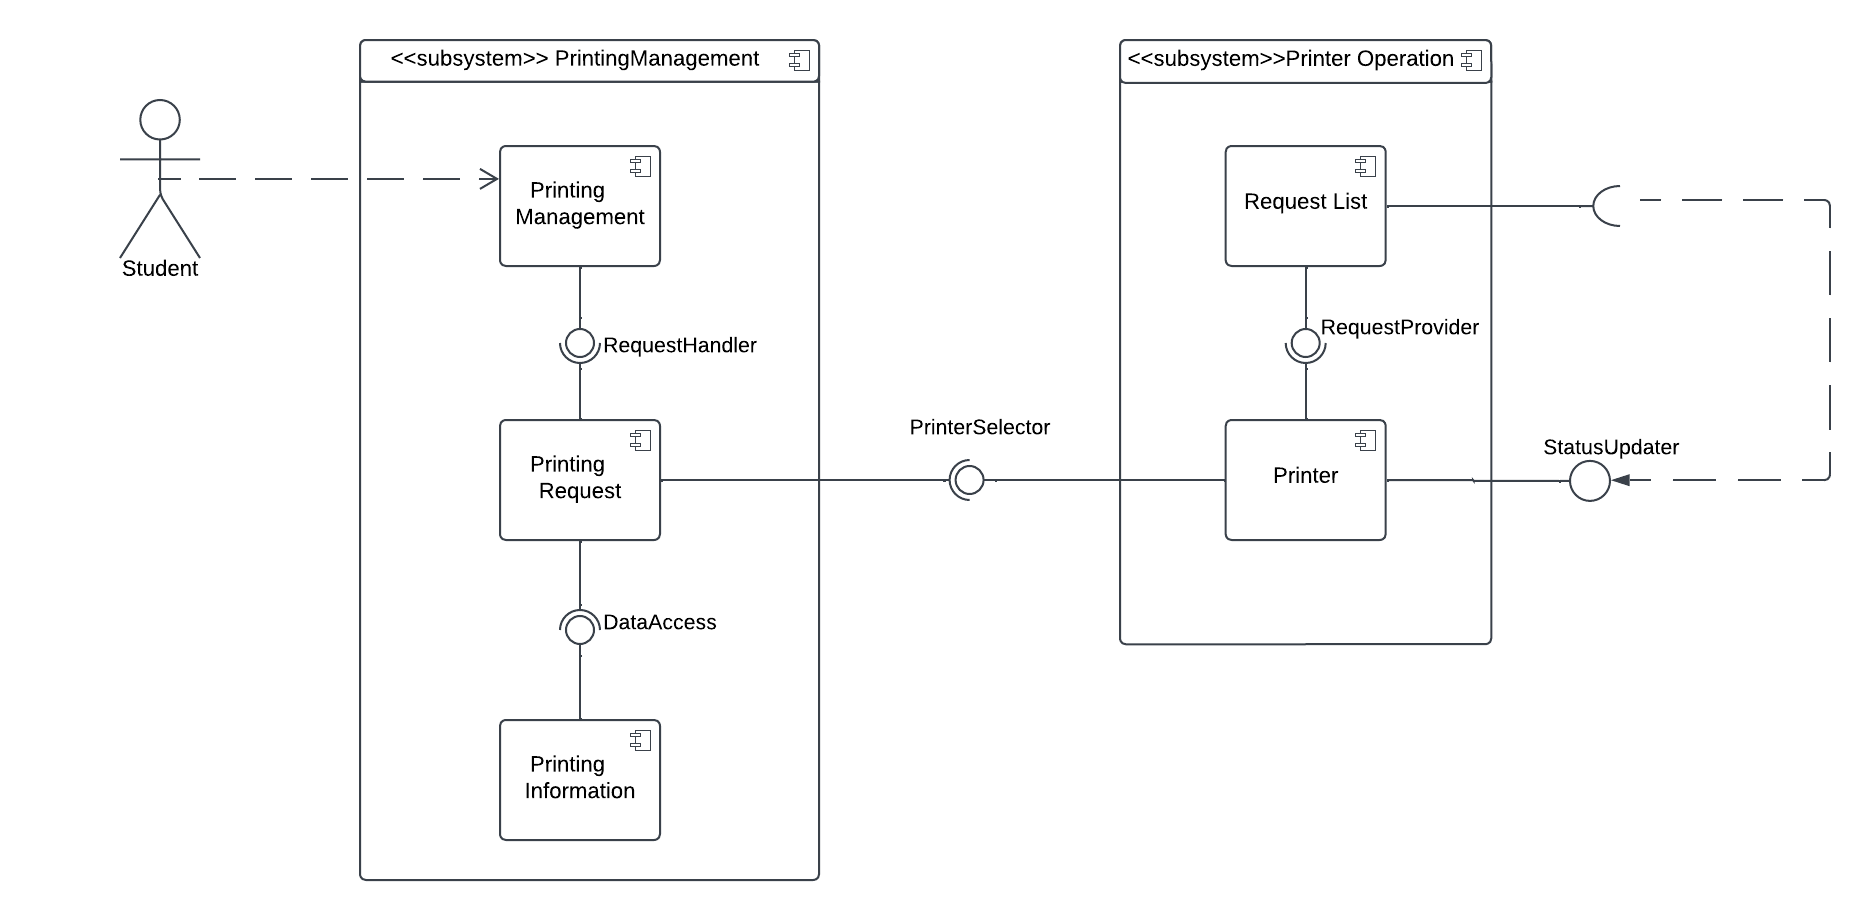 <<subsystem>> PrintingManagement
<<subsystem>>Printer Operation
Student
Printing
Management
Request List
RequestHandler
RequestProvider
PrinterSelector
StatusUpdater
Printing
Request
Printer
DataAccess
Printing
Information